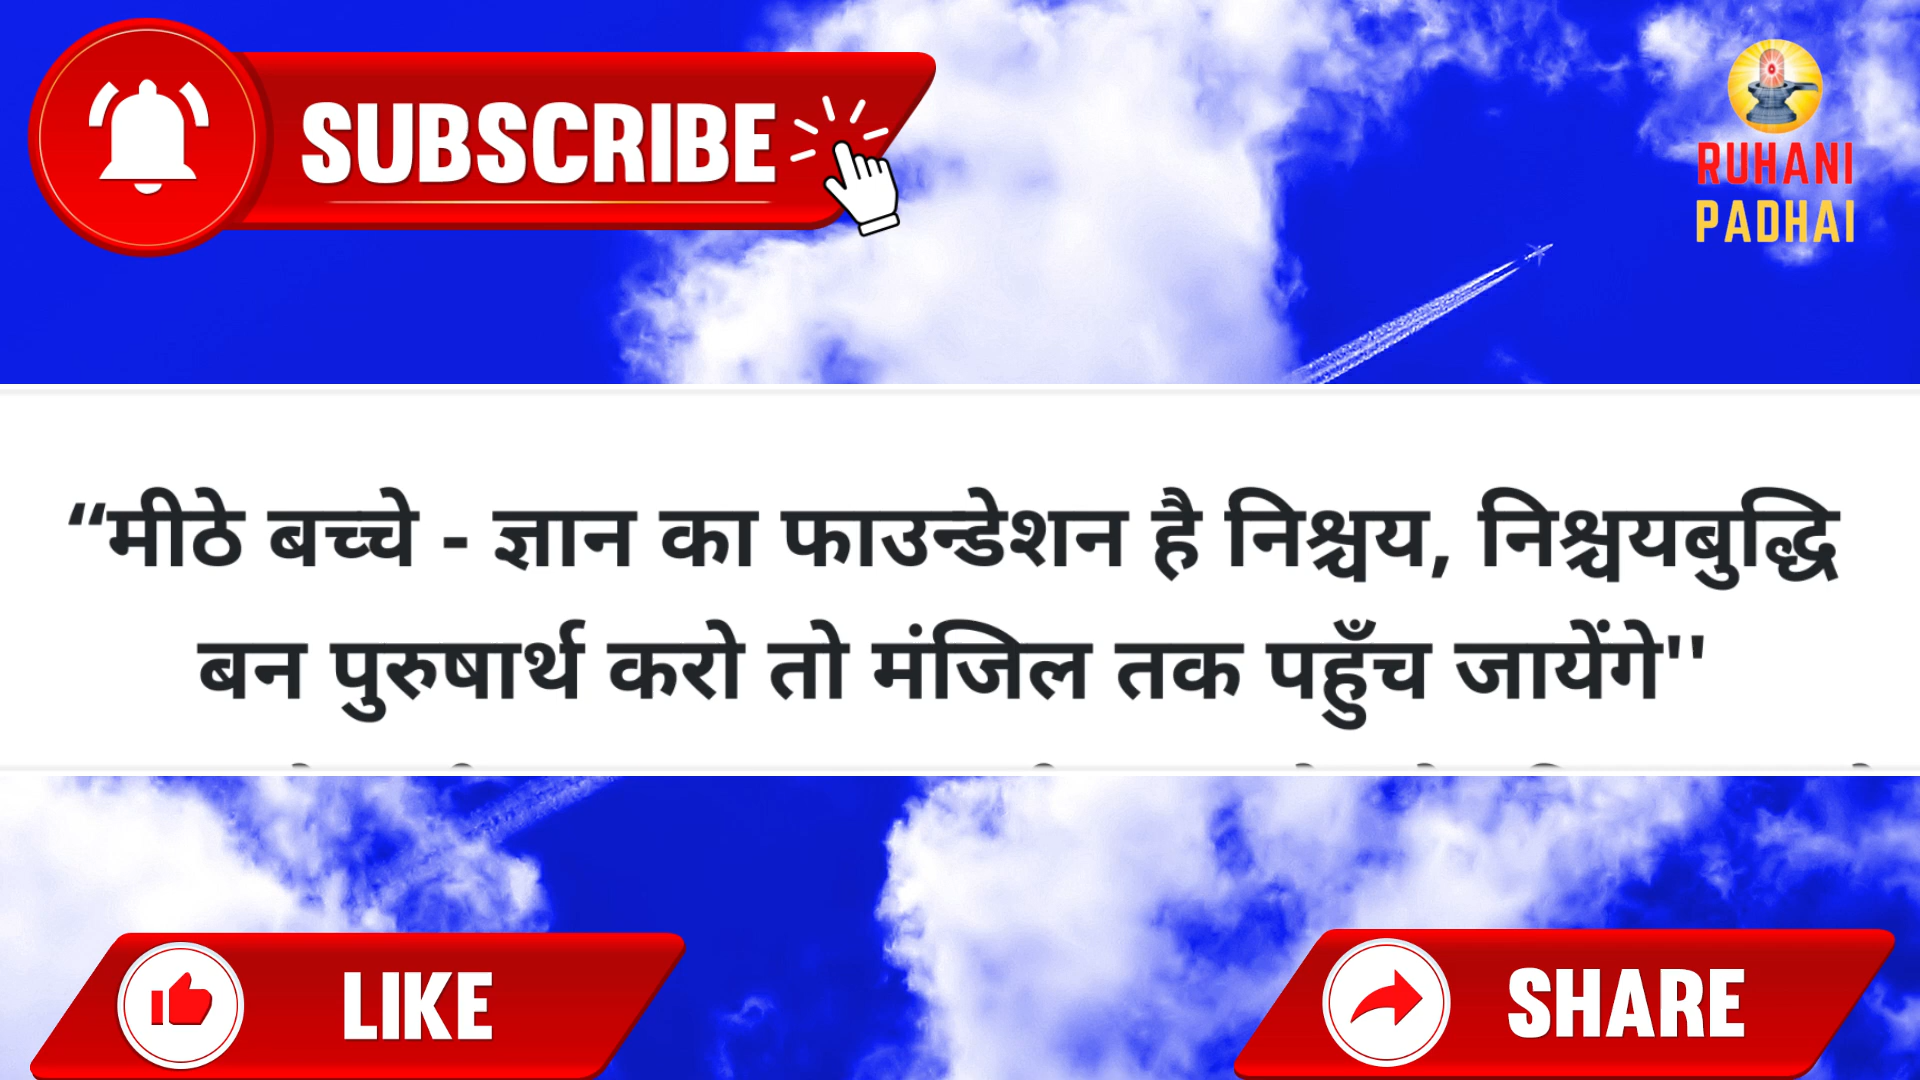 SUBSCRIBE
RUHANI
PADHAI
“मीठे बच्चे - ज्ञान का फाउन्डेशन है निश्चय, निश्चयबुद्धि
बन पुरुषार्थ करो तो मंजिल तक पहुँच जायेंगे''
LIKE
SHARE